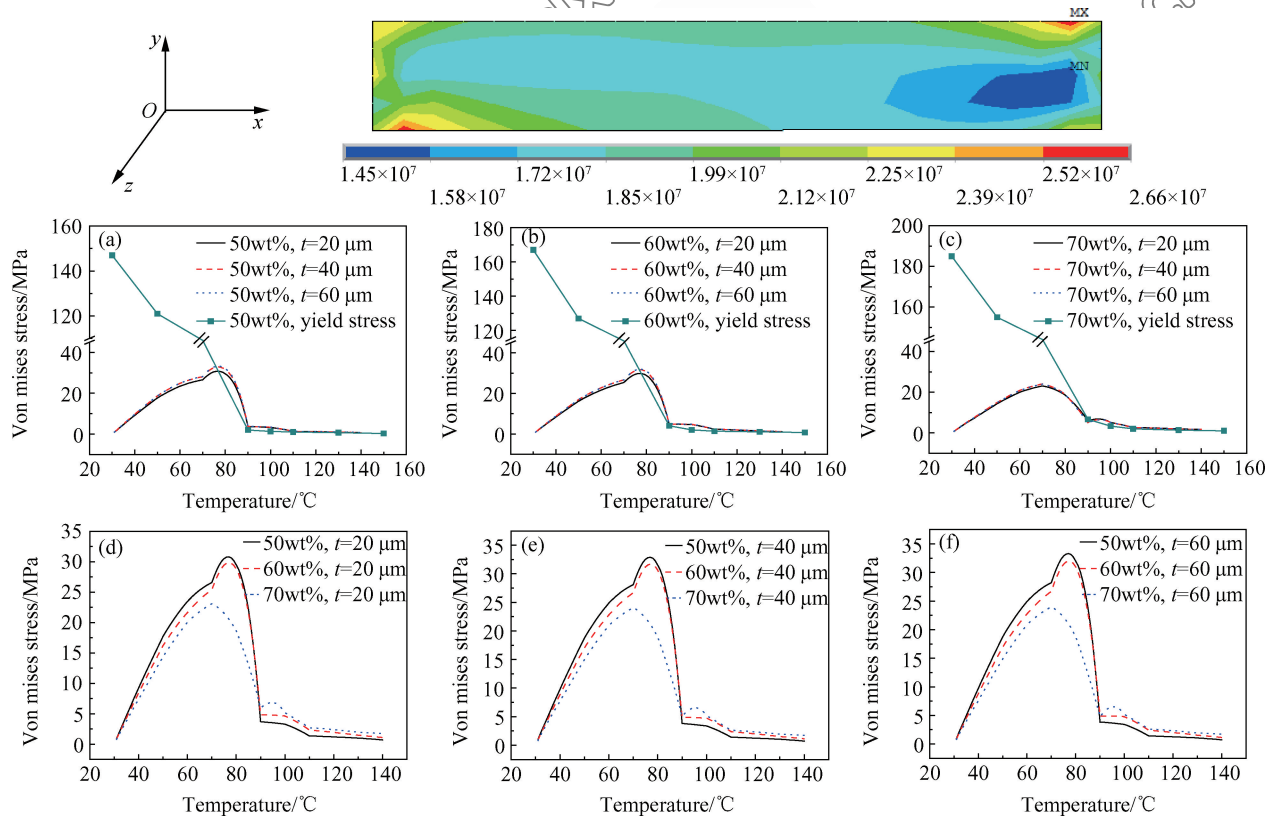 MX
MN
y
O
x
z
1.45×10⁷ 1.72×10⁷ 1.99×10⁷ 2.25×10⁷ 2.52×10⁷
1.58×10⁷ 1.85×10⁷ 2.12×10⁷ 2.39×10⁷ 2.66×10⁷
(a)
50wt%, t=20 μm
50wt%, t=40 μm
50wt%, t=60 μm
50wt%, yield stress
Von mises stress/MPa
160
140
120
40
20
0
20 40 60 80 100 120 140 160
Temperature/℃
(b)
60wt%, t=20 μm
60wt%, t=40 μm
60wt%, t=60 μm
60wt%, yield stress
Von mises stress/MPa
180
160
140
120
40
20
0
20 40 60 80 100 120 140 160
Temperature/℃
(c)
70wt%, t=20 μm
70wt%, t=40 μm
70wt%, t=60 μm
70wt%, yield stress
Von mises stress/MPa
200
150
40
20
0
20 40 60 80 100 120 140 160
Temperature/℃
(d)
50wt%, t=20 μm
60wt%, t=20 μm
70wt%, t=20 μm
Von mises stress/MPa
35
30
25
20
15
10
5
0
20 40 60 80 100 120 140
Temperature/℃
(e)
50wt%, t=40 μm
60wt%, t=40 μm
70wt%, t=40 μm
Von mises stress/MPa
35
30
25
20
15
10
5
0
20 40 60 80 100 120 140
Temperature/℃
(f)
50wt%, t=60 μm
60wt%, t=60 μm
70wt%, t=60 μm
Von mises stress/MPa
35
30
25
20
15
10
5
0
20 40 60 80 100 120 140
Temperature/℃